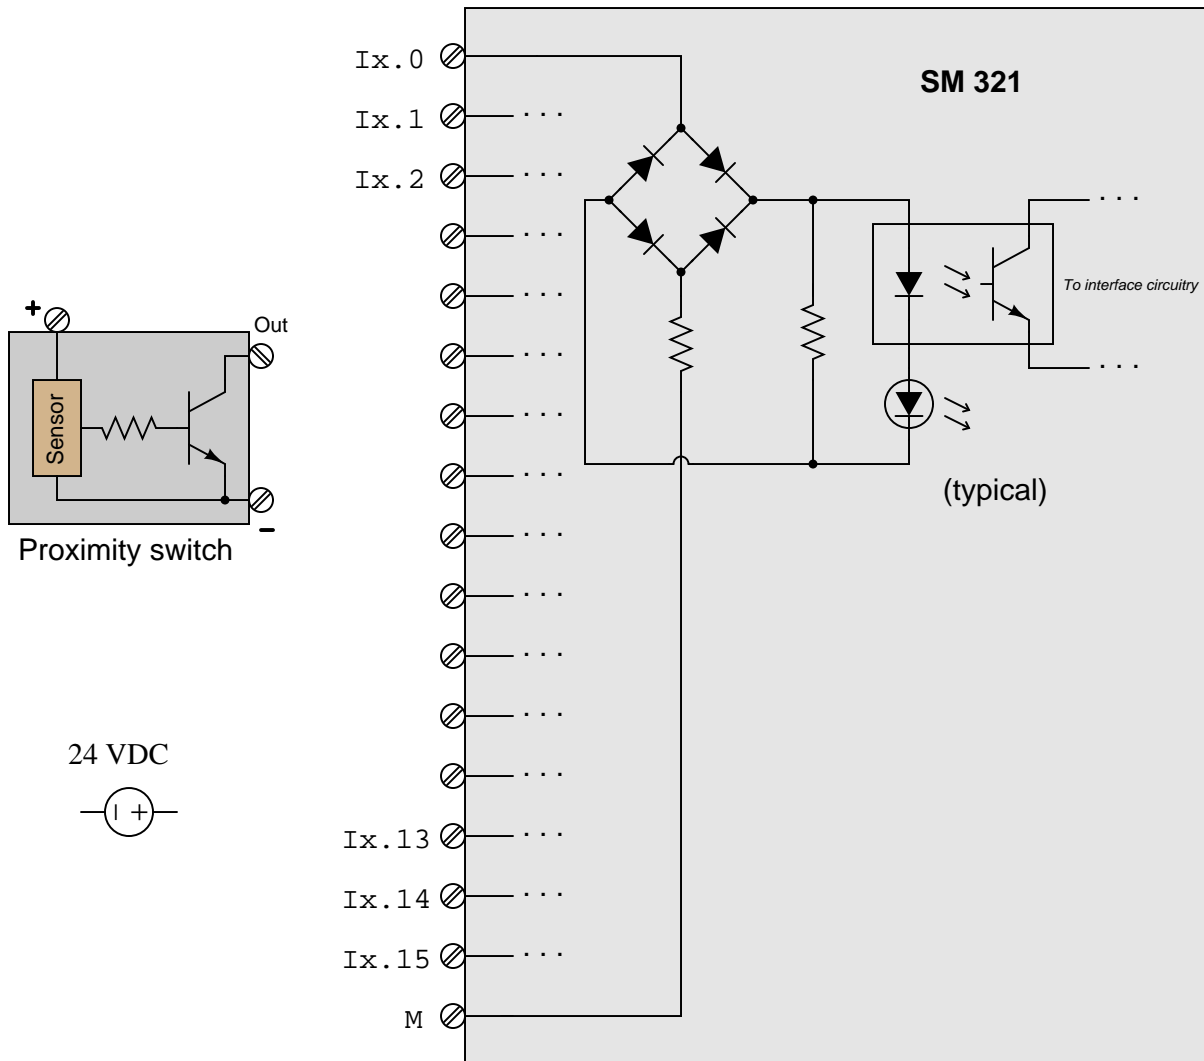 SM 321
Ix.0
Ix.1
Ix.2
To interface circuitry
+
Out
Sensor
-
Proximity switch
(typical)
24 VDC
- +
Ix.13
Ix.14
Ix.15
M